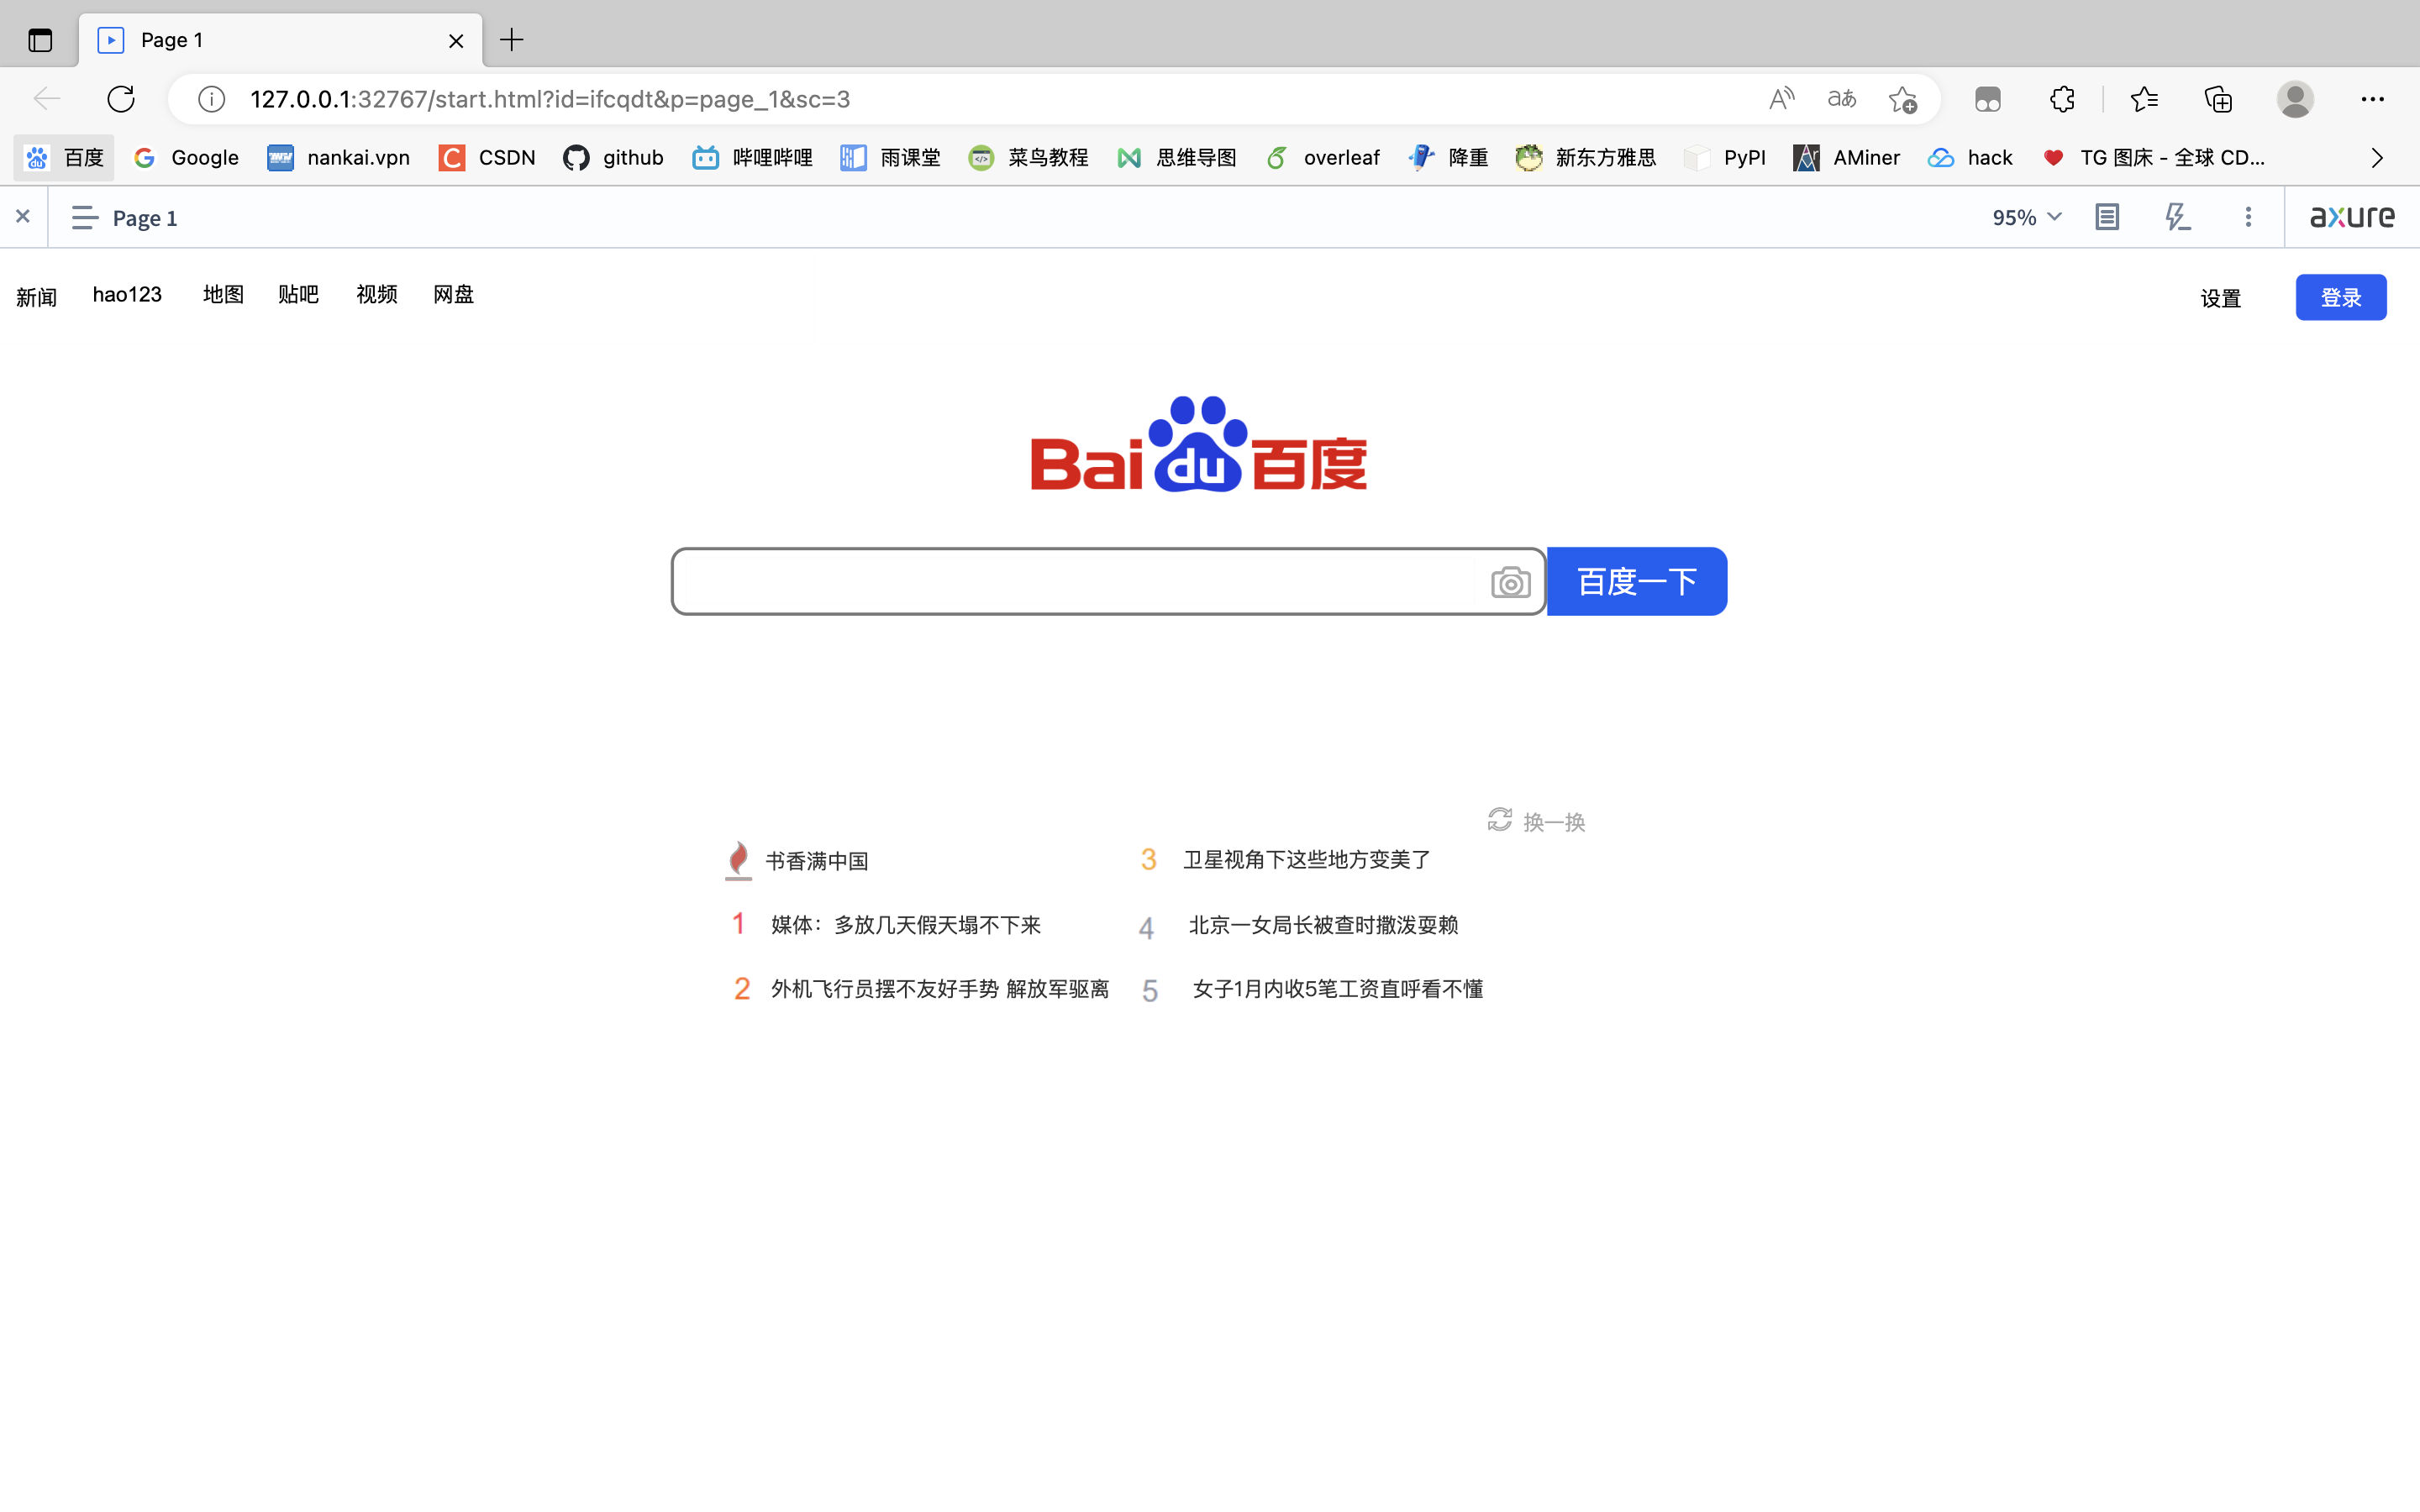 Page 1
127.0.0.1:32767/start.html?id=ifcqdt&p=page_1&sc=3
百度 Google nankai.vpn CSDN github 哔哩哔哩 雨课堂 菜鸟教程 思维导图 overleaf 降重 新东方雅思 PyPI AMiner hack TG 图床 - 全球 CD...
Page 1 95% axure
新闻 hao123 地图 贴吧 视频 网盘 设置 登录
Bai du 百度
百度一下
换一换
书香满中国 3 卫星视角下这些地方变美了
1 媒体：多放几天假天塌不下来 4 北京一女局长被查时撒泼耍赖
2 外机飞行员摆不友好手势 解放军驱离 5 女子1月内收5笔工资直呼看不懂